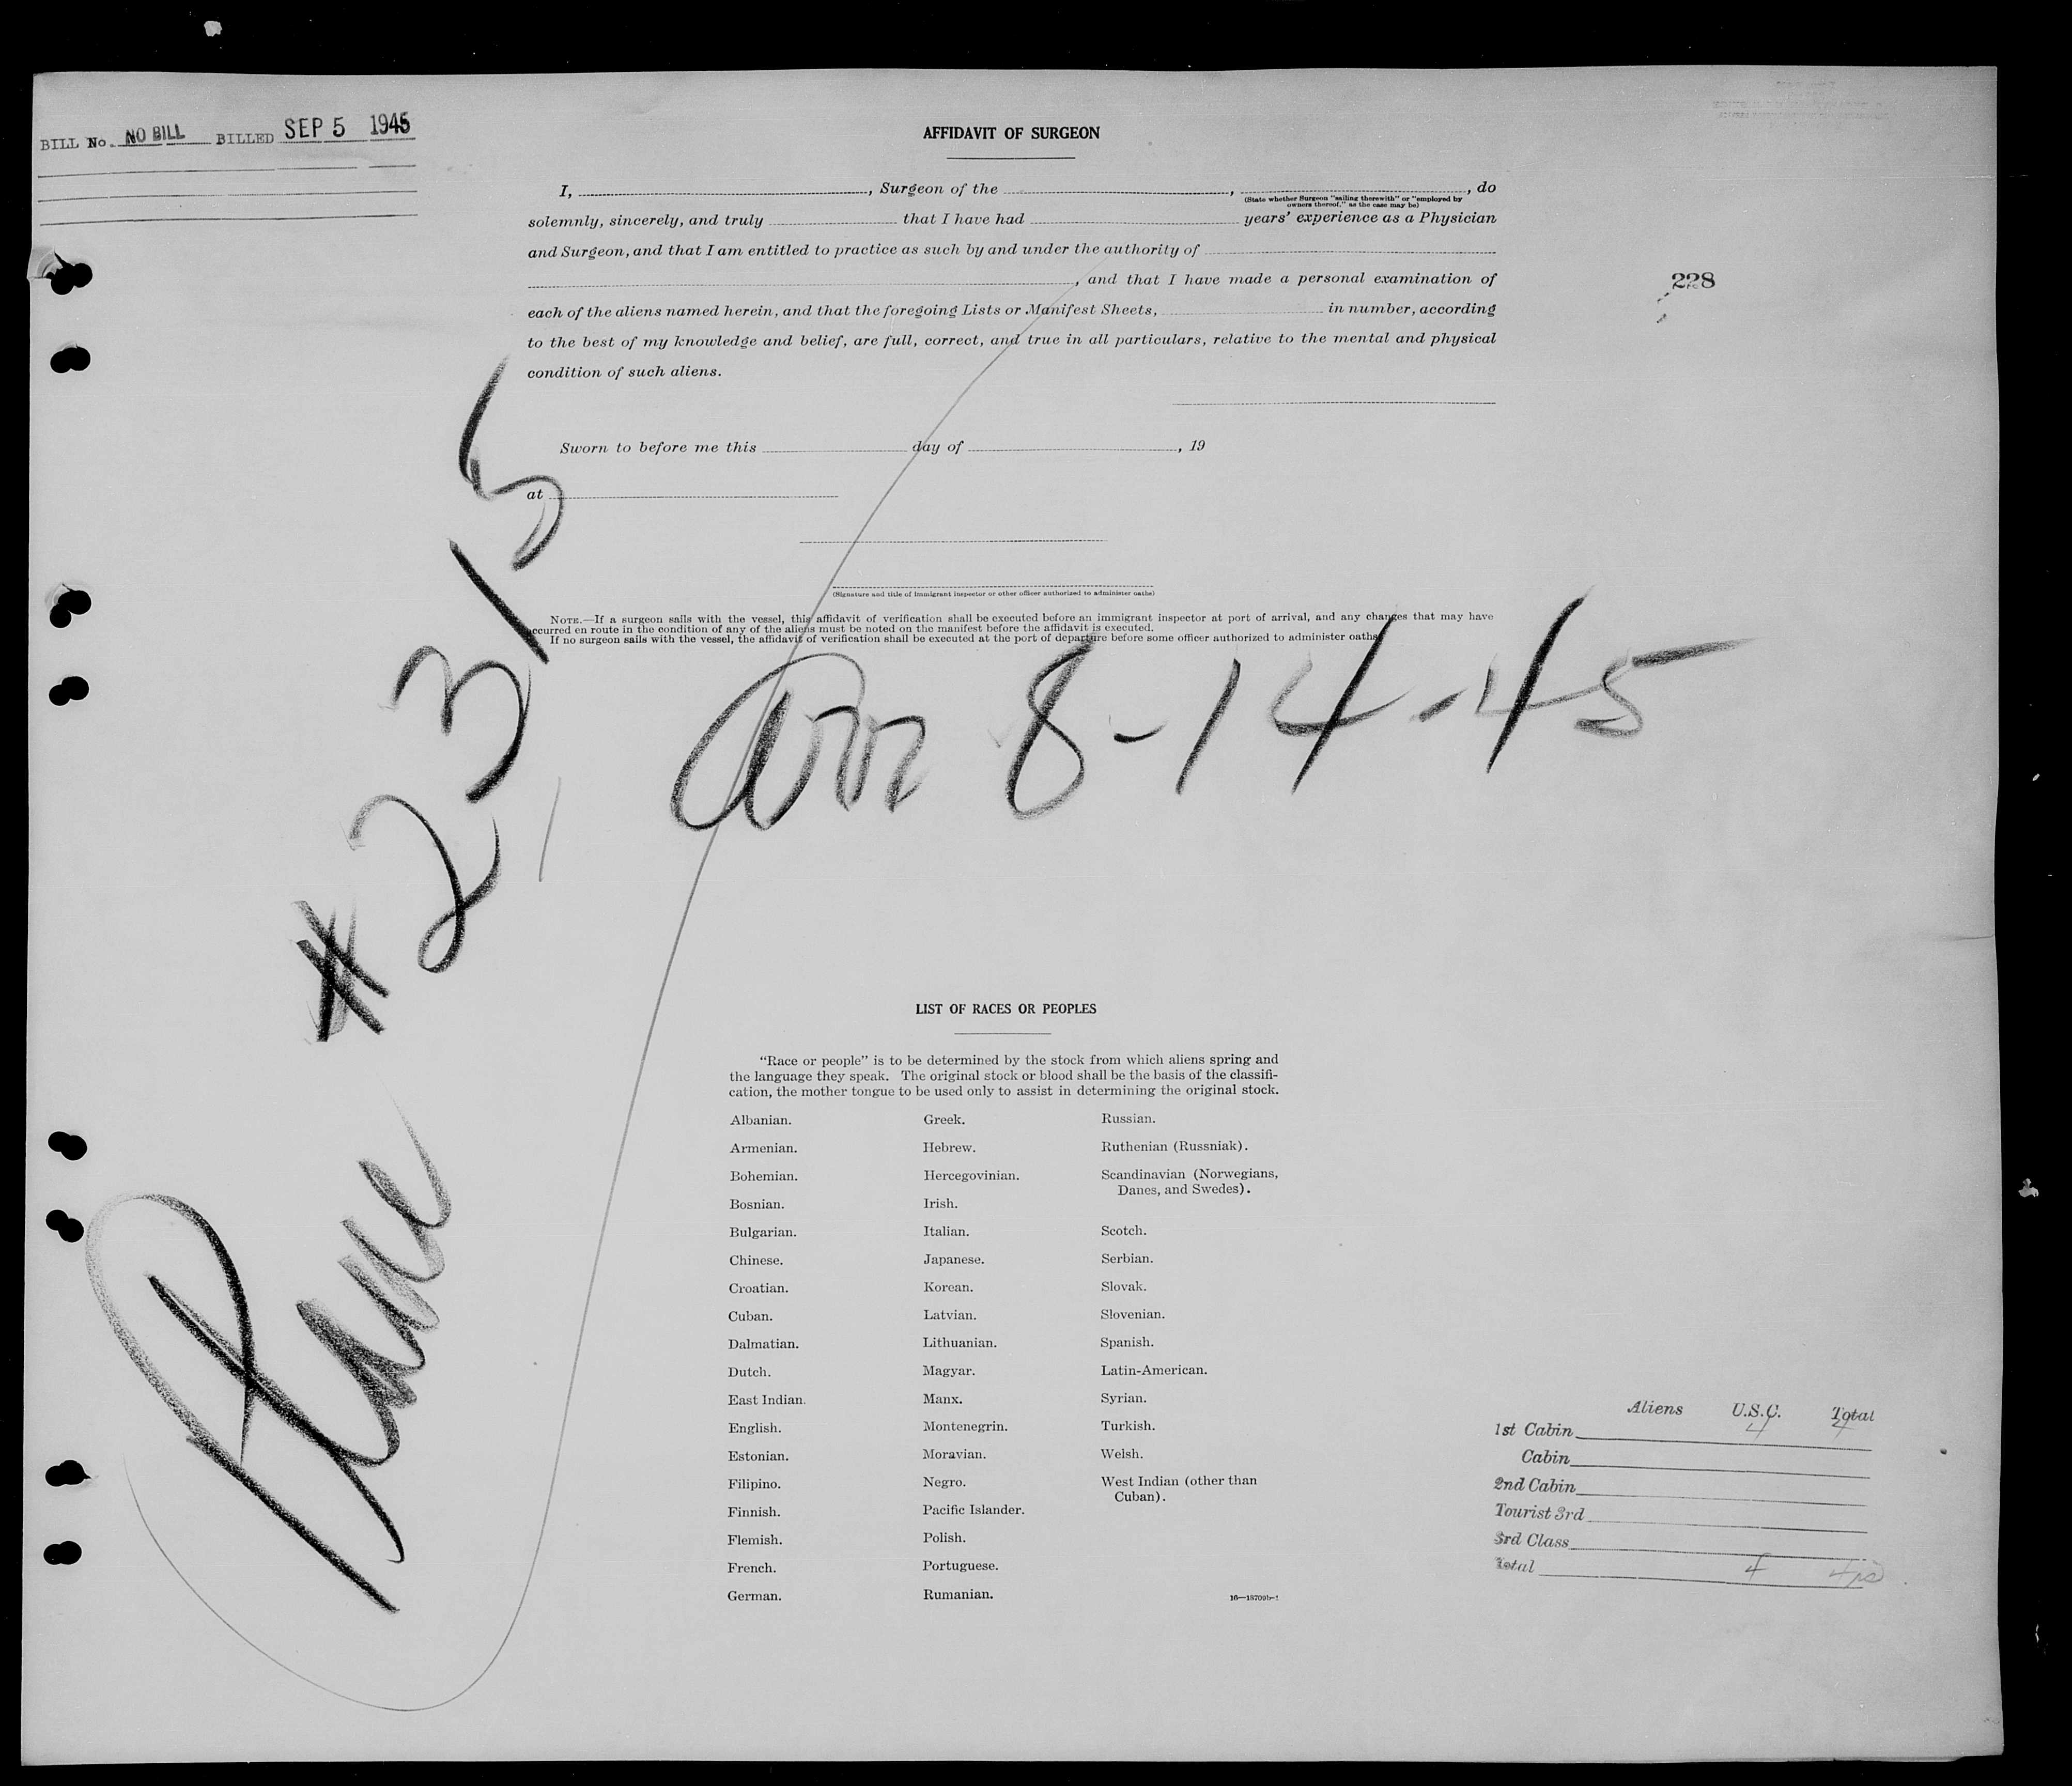 BILL No. NO BILL BILLED SEP 5 1945
AFFIDAVIT OF SURGEON
I, , Surgeon of the , , do
(State whether Surgeon "sailing therewith" or "employed by
owners thereof," as the case may be)
solemnly, sincerely, and truly that I have had years' experience as a Physician
and Surgeon, and that I am entitled to practice as such by and under the authority of
, and that I have made a personal examination of
228
each of the aliens named herein, and that the foregoing Lists or Manifest Sheets, in number, according
to the best of my knowledge and belief, are full, correct, and true in all particulars, relative to the mental and physical
condition of such aliens.
Sworn to before me this day of , 19
at
(Signature and title of immigrant inspector or other officer authorized to administer oaths)
NOTE.—If a surgeon sails with the vessel, this affidavit of verification shall be executed before an immigrant inspector at port of arrival, and any changes that may have
occurred en route in the condition of any of the aliens must be noted on the manifest before the affidavit is executed.
If no surgeon sails with the vessel, the affidavit of verification shall be executed at the port of departure before some officer authorized to administer oaths
Plane #2315
arr 8-14-45
LIST OF RACES OR PEOPLES
"Race or people" is to be determined by the stock from which aliens spring and
the language they speak. The original stock or blood shall be the basis of the classifi-
cation, the mother tongue to be used only to assist in determining the original stock.
Albanian.
Armenian.
Bohemian.
Bosnian.
Bulgarian.
Chinese.
Croatian.
Cuban.
Dalmatian.
Dutch.
East Indian.
English.
Estonian.
Filipino.
Finnish.
Flemish.
French.
German.
Greek.
Hebrew.
Hercegovinian.
Irish.
Italian.
Japanese.
Korean.
Latvian.
Lithuanian.
Magyar.
Manx.
Montenegrin.
Moravian.
Negro.
Pacific Islander.
Polish.
Portuguese.
Rumanian.
Russian.
Ruthenian (Russniak).
Scandinavian (Norwegians,
Danes, and Swedes).
Scotch.
Serbian.
Slovak.
Slovenian.
Spanish.
Latin-American.
Syrian.
Turkish.
Welsh.
West Indian (other than
Cuban).
Aliens U.S.C. Total
1st Cabin 4 4
Cabin
2nd Cabin
Tourist 3rd
3rd Class
Total 4 4